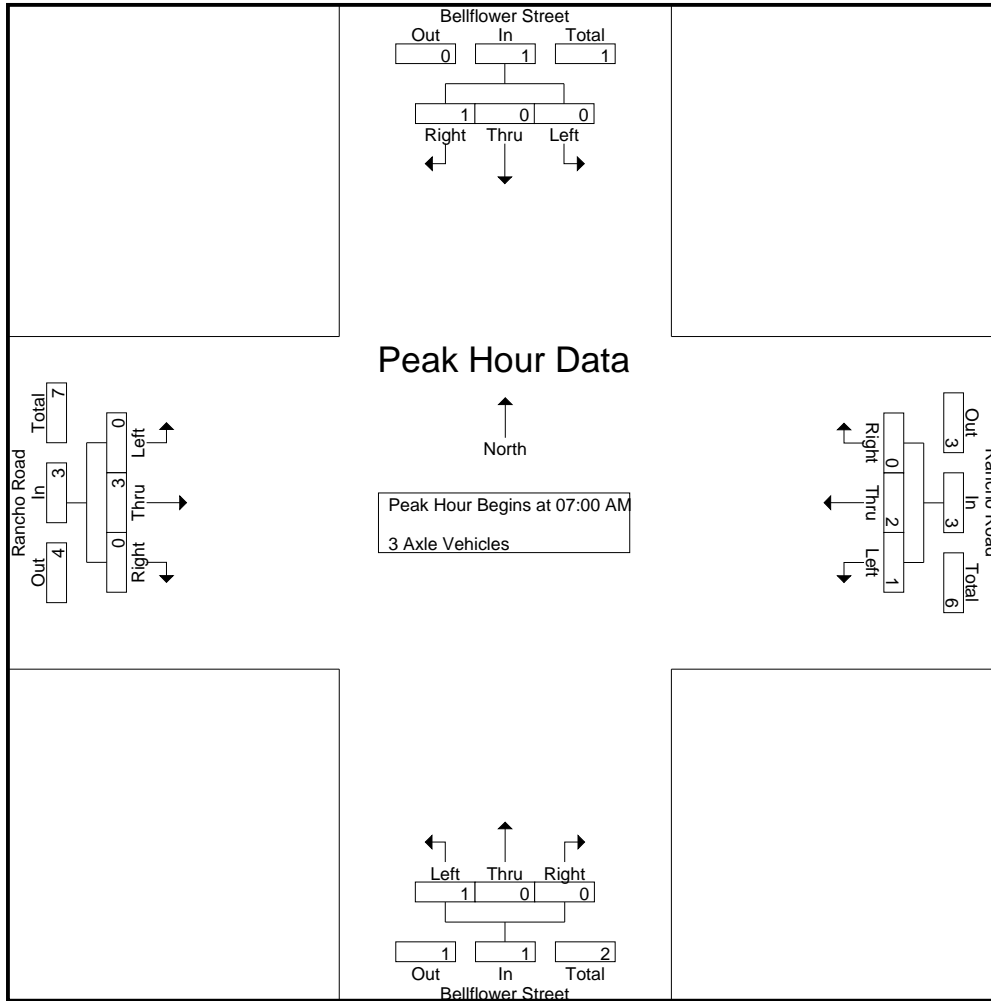 Bellflower Street
Out In Total
0 1 1
1 0 0
Right Thru Left
Peak Hour Data
North
Peak Hour Begins at 07:00 AM
3 Axle Vehicles
Rancho Road
Total In Out
7 3 4
0 3 0
Left Thru Right
Rancho Road
Out In Total
3 3 6
0 2 1
Right Thru Left
Left Thru Right
1 0 0
1 1 2
Out In Total
Bellflower Street